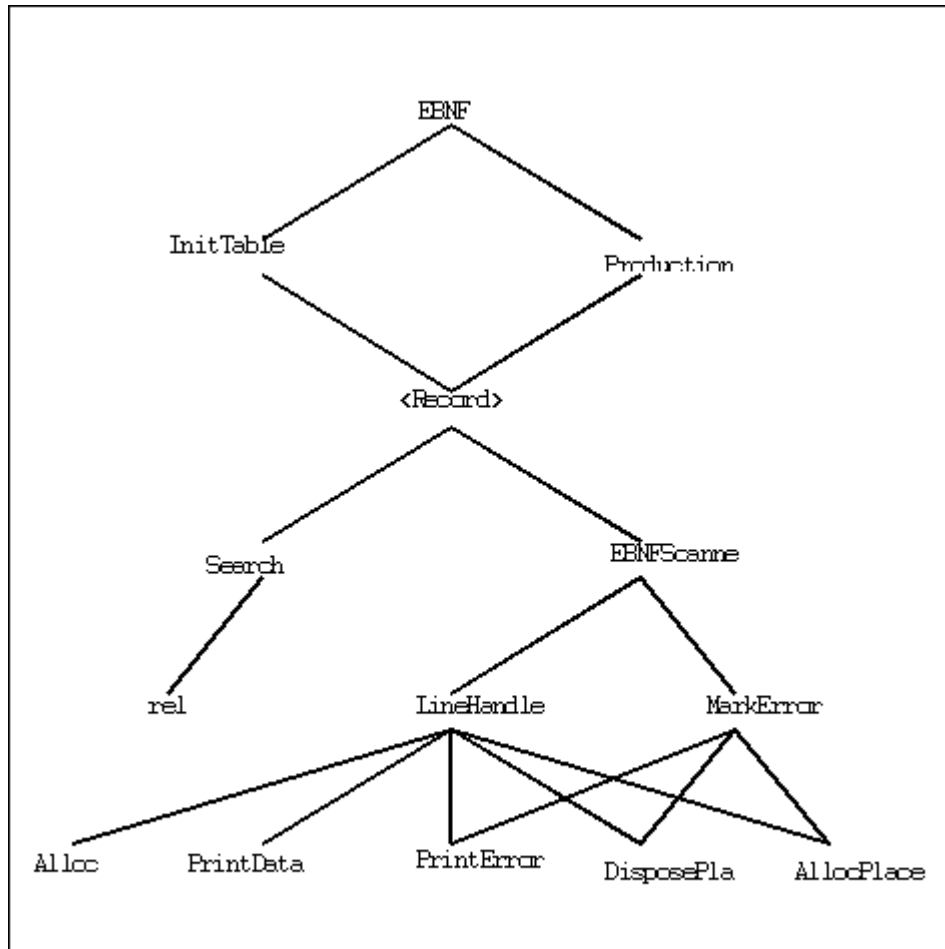 EBNF
InitTable
Production
<Record>
Search
EBNFScanne
rel
LineHandle
MarkError
Alloc
PrintData
PrintError
DisposePla
AllocPlace